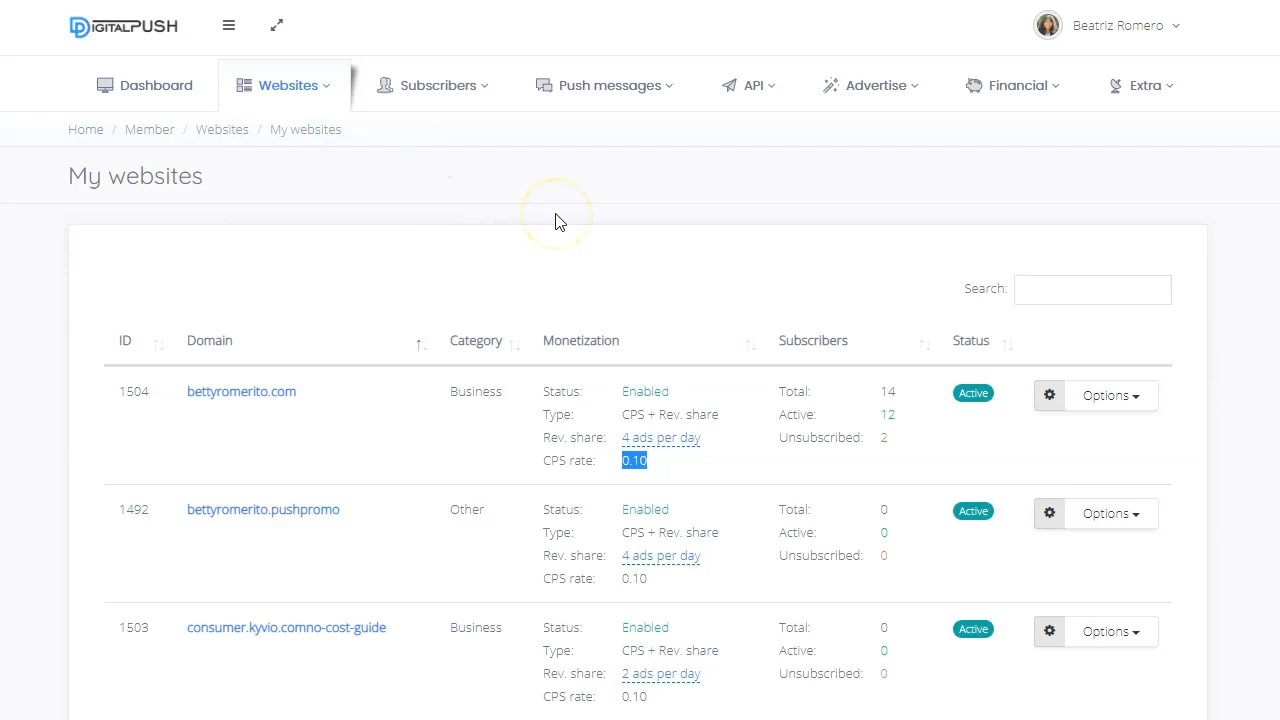 DIGITALPUSH
Beatriz Romero
Dashboard Websites Subscribers Push messages API Advertise Financial Extra
Home / Member / Websites / My websites
My websites
Search:
ID Domain Category Monetization Subscribers Status
1504 bettyromerito.com Business Status: Enabled Total: 14 Active Options
Type: CPS + Rev. share Active: 12
Rev. share: 4 ads per day Unsubscribed: 2
CPS rate: 0.10
1492 bettyromerito.pushpromo Other Status: Enabled Total: 0 Active Options
Type: CPS + Rev. share Active: 0
Rev. share: 4 ads per day Unsubscribed: 0
CPS rate: 0.10
1503 consumer.kyvio.comno-cost-guide Business Status: Enabled Total: 0 Active Options
Type: CPS + Rev. share Active: 0
Rev. share: 2 ads per day Unsubscribed: 0
CPS rate: 0.10